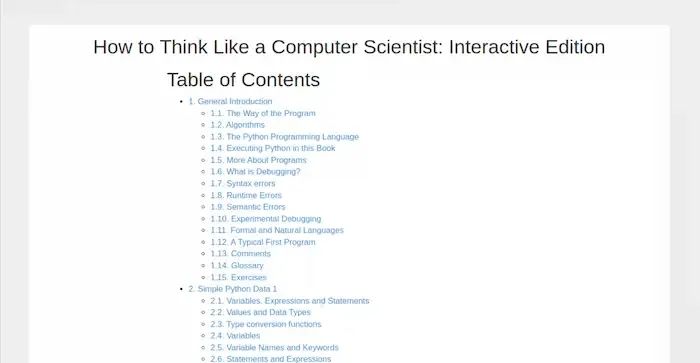 How to Think Like a Computer Scientist: Interactive Edition
Table of Contents
1. General Introduction
1.1. The Way of the Program
1.2. Algorithms
1.3. The Python Programming Language
1.4. Executing Python in this Book
1.5. More About Programs
1.6. What is Debugging?
1.7. Syntax errors
1.8. Runtime Errors
1.9. Semantic Errors
1.10. Experimental Debugging
1.11. Formal and Natural Languages
1.12. A Typical First Program
1.13. Comments
1.14. Glossary
1.15. Exercises
2. Simple Python Data 1
2.1. Variables, Expressions and Statements
2.2. Values and Data Types
2.3. Type conversion functions
2.4. Variables
2.5. Variable Names and Keywords
2.6. Statements and Expressions